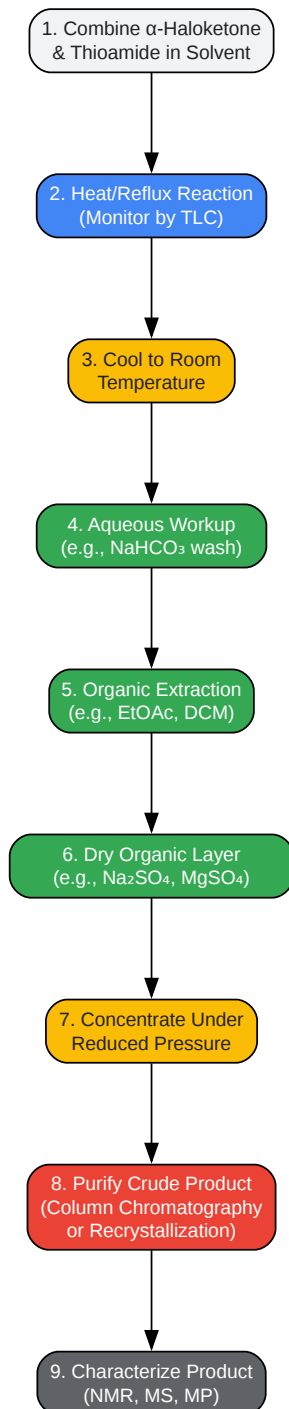 1. Combine α-Haloketone
& Thioamide in Solvent
2. Heat/Reflux Reaction
(Monitor by TLC)
3. Cool to Room
Temperature
4. Aqueous Workup
(e.g., NaHCO₃ wash)
5. Organic Extraction
(e.g., EtOAc, DCM)
6. Dry Organic Layer
(e.g., Na₂SO₄, MgSO₄)
7. Concentrate Under
Reduced Pressure
8. Purify Crude Product
(Column Chromatography
or Recrystallization)
9. Characterize Product
(NMR, MS, MP)